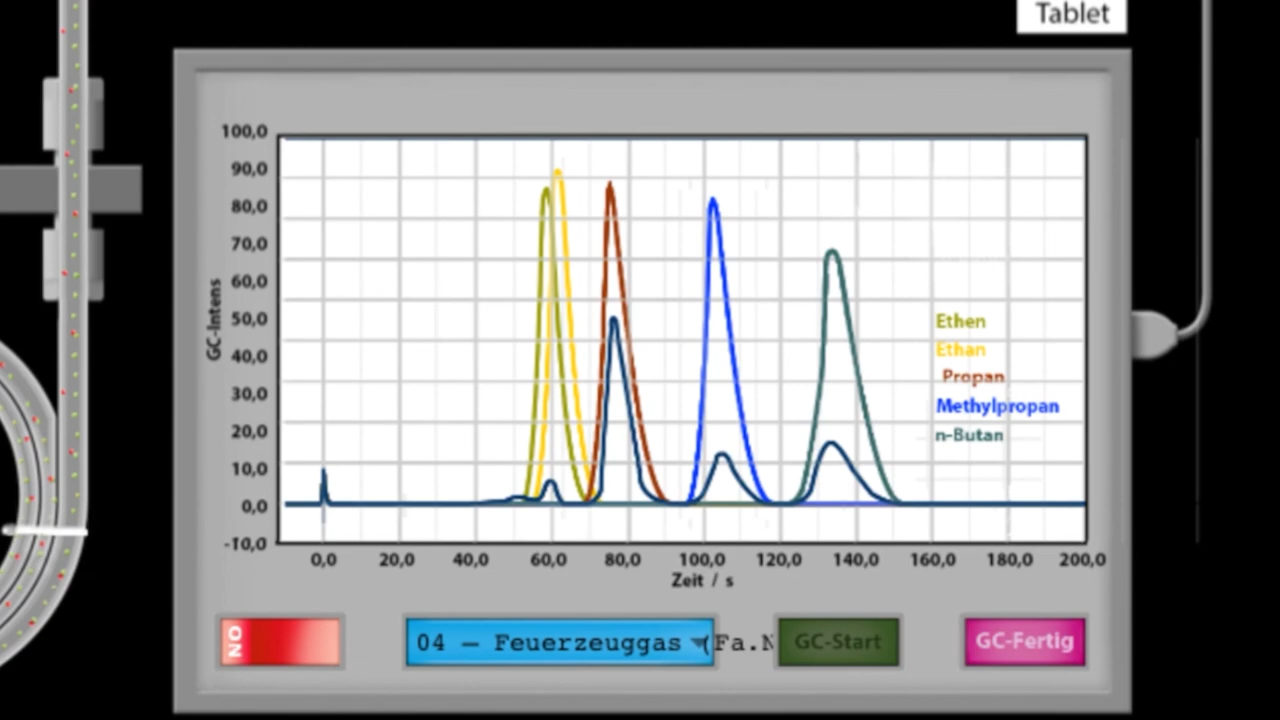 Tablet
100,0
90,0
80,0
70,0
60,0
50,0
40,0
30,0
20,0
10,0
0,0
-10,0
GC-Intens
Ethen
Ethan
Propan
Methylpropan
n-Butan
0,0 20,0 40,0 60,0 80,0 100,0 120,0 140,0 160,0 180,0 200,0
Zeit / s
NO
04 – Feuerzeuggas (Fa.N
GC-Start
GC-Fertig